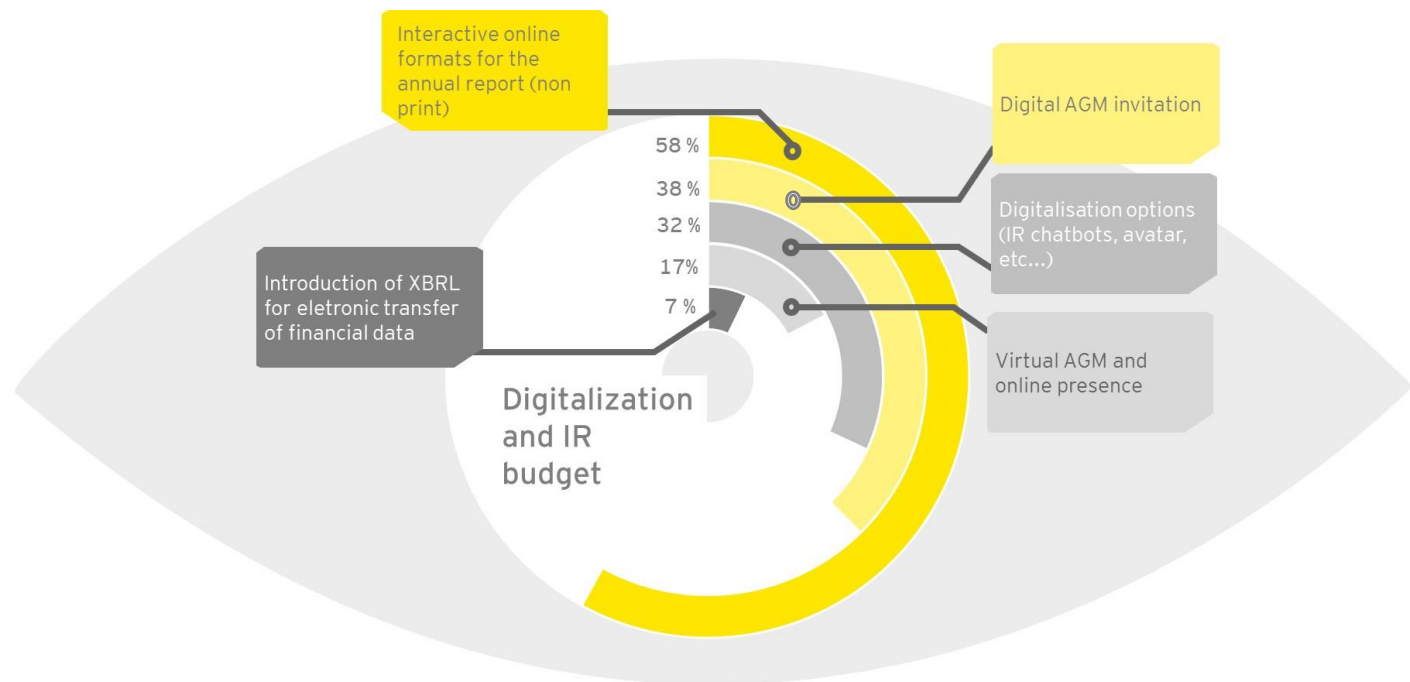 Interactive online
formats for the
annual report (non
print)
Digital AGM invitation
58 %
38 %
32 %
17%
7 %
Digitalisation options
(IR chatbots, avatar,
etc...)
Introduction of XBRL
for eletronic transfer
of financial data
Virtual AGM and
online presence
Digitalization
and IR
budget